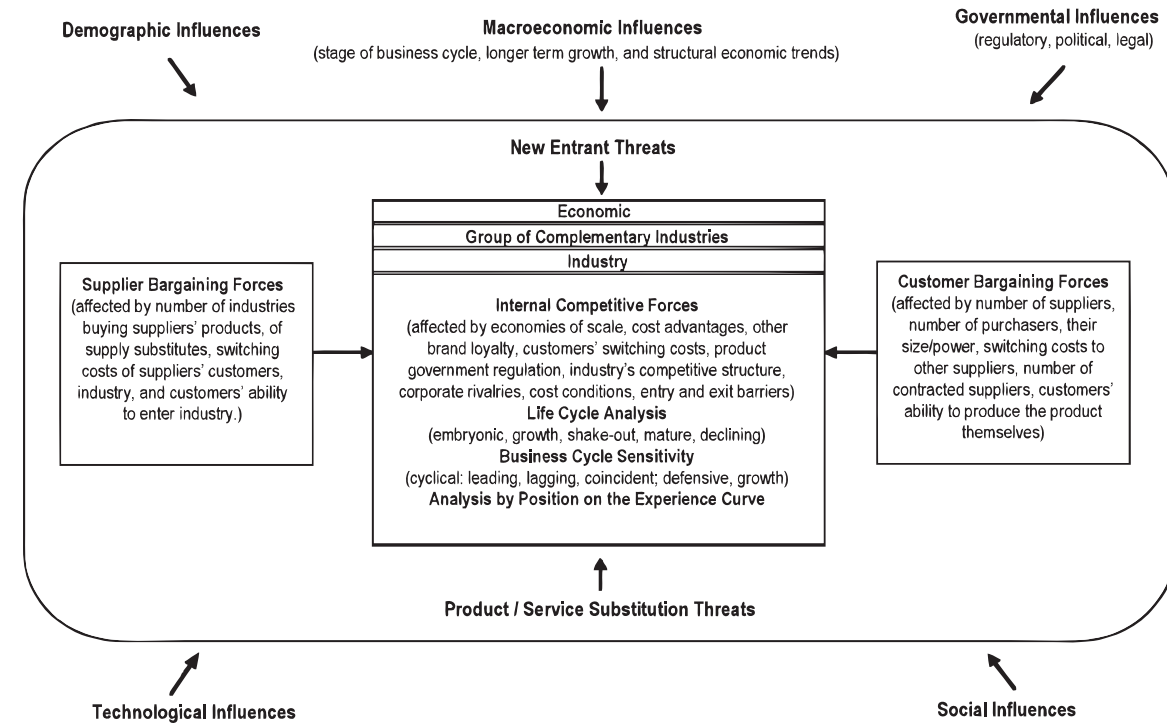 Demographic Influences
Macroeconomic Influences
(stage of business cycle, longer term growth, and structural economic trends)
Governmental Influences
(regulatory, political, legal)
New Entrant Threats
Economic
Group of Complementary Industries
Industry
Supplier Bargaining Forces
(affected by number of industries
buying suppliers' products, of
supply substitutes, switching
costs of suppliers' customers,
industry, and customers' ability
to enter industry.)
Internal Competitive Forces
(affected by economies of scale, cost advantages, other
brand loyalty, customers' switching costs, product
government regulation, industry's competitive structure,
corporate rivalries, cost conditions, entry and exit barriers)
Life Cycle Analysis
(embryonic, growth, shake-out, mature, declining)
Business Cycle Sensitivity
(cyclical: leading, lagging, coincident; defensive, growth)
Analysis by Position on the Experience Curve
Customer Bargaining Forces
(affected by number of suppliers,
number of purchasers, their
size/power, switching costs to
other suppliers, number of
contracted suppliers, customers'
ability to produce the product
themselves)
Product / Service Substitution Threats
Technological Influences
Social Influences